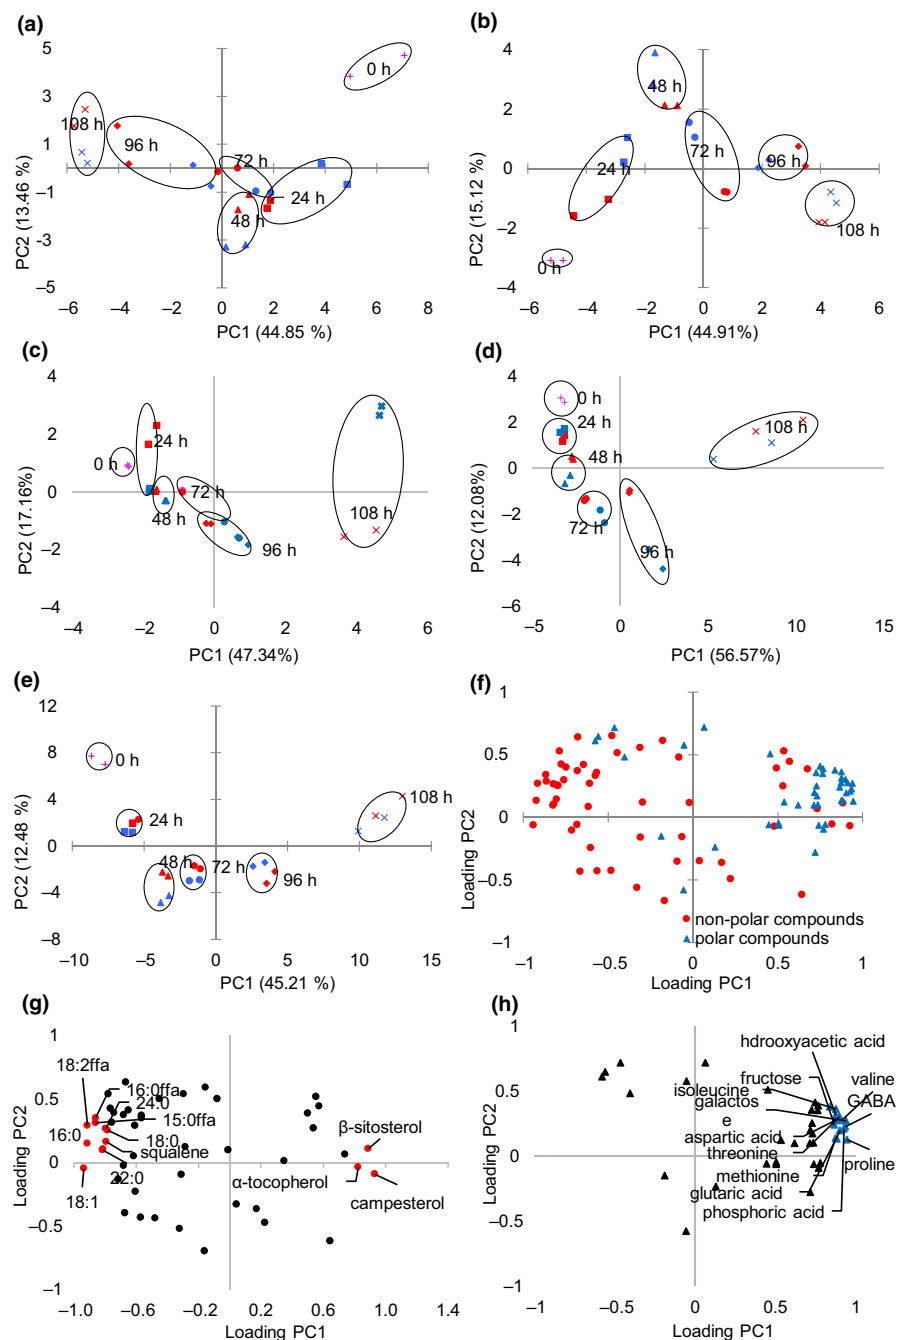 (a)
5
3
1
−1
−3
−5
PC2 (13.46 %)
0 h
108 h
96 h
72 h
24 h
48 h
−6 −4 −2 0 2 4 6 8
PC1 (44.85 %)
(b)
4
2
0
−2
−4
PC2 (15.12 %)
48 h
72 h
24 h
96 h
108 h
0 h
−6 −4 −2 0 2 4 6
PC1 (44.91%)
(c)
4
2
0
−2
−4
PC2 (17.16%)
24 h
0 h
72 h
48 h
108 h
96 h
−4 −2 0 2 4 6
PC1 (47.34%)
(d)
4
2
0
−2
−4
−6
PC2 (12.08%)
0 h
24 h
108 h
48 h
72 h
96 h
−5 0 5 10 15
PC1 (56.57%)
(e)
12
8
4
0
−4
−8
PC2 (12.48 %)
0 h
108 h
24 h
48h
72 h
96 h
−10 −5 0 5 10 15
PC1 (45.21 %)
(f)
1
0.5
0
−0.5
−1
Loading PC2
non-polar compounds
polar compounds
−1 −0.5 0 0.5 1
Loading PC1
(g)
1
0.5
0
−0.5
−1
Loading PC2
18:2ffa
16:0ffa
24:0
15:0ffa
16:0
18:0
squalene
22:0
18:1
β-sitosterol
α-tocopherol
campesterol
−1.0 −0.6 −0.2 0.2 0.6 1.0 1.4
Loading PC1
(h)
1
0.5
0
−0.5
−1
Loading PC2
hdrooxyacetic acid
fructose
valine
isoleucine
GABA
galactos
e
aspartic acid
threonine
proline
methionine
glutaric acid
phosphoric acid
−1 −0.5 0 0.5 1
Loading PC1